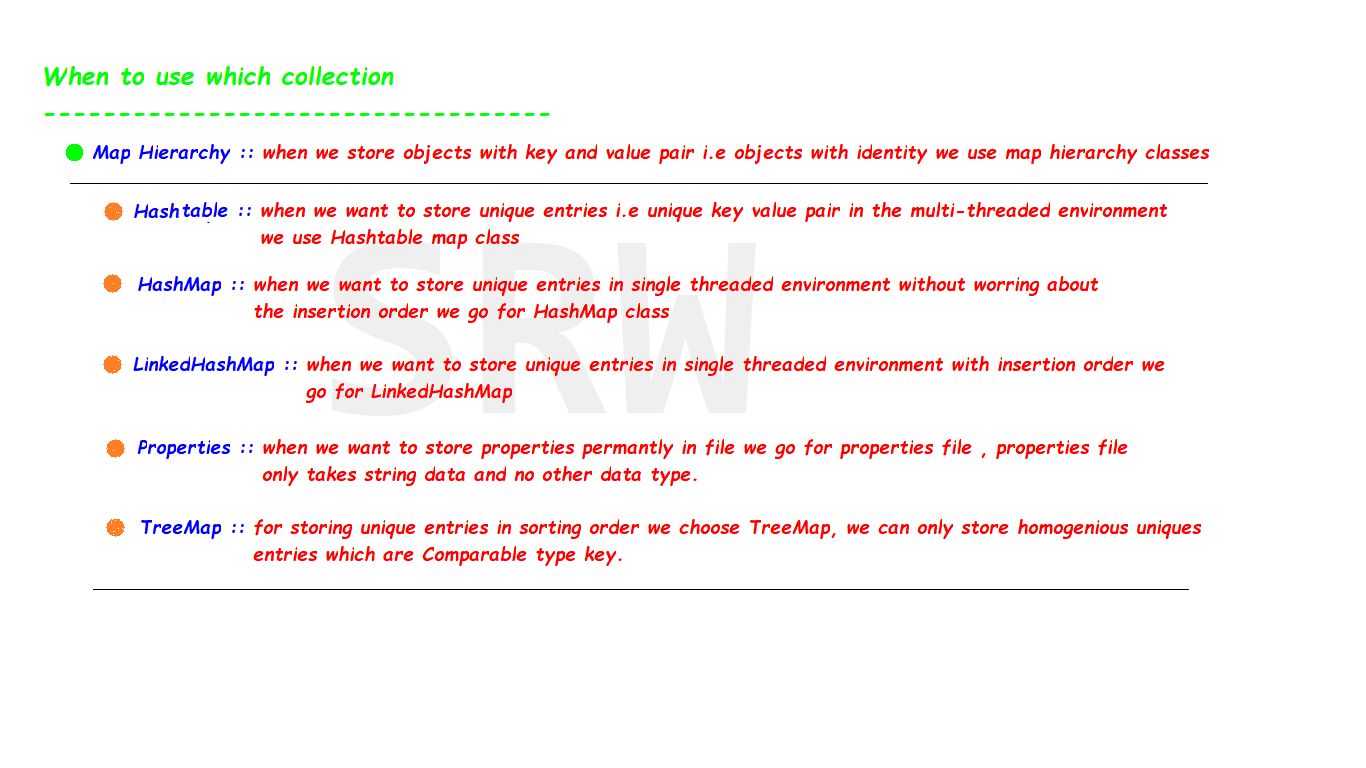 When to use which collection
----------------------------------
Map Hierarchy :: when we store objects with key and value pair i.e objects with identity we use map hierarchy classes
Hashtable :: when we want to store unique entries i.e unique key value pair in the multi-threaded environment
we use Hashtable map class
HashMap :: when we want to store unique entries in single threaded environment without worring about
the insertion order we go for HashMap class
LinkedHashMap :: when we want to store unique entries in single threaded environment with insertion order we
go for LinkedHashMap
Properties :: when we want to store properties permantly in file we go for properties file , properties file
only takes string data and no other data type.
TreeMap :: for storing unique entries in sorting order we choose TreeMap, we can only store homogenious uniques
entries which are Comparable type key.
SRW